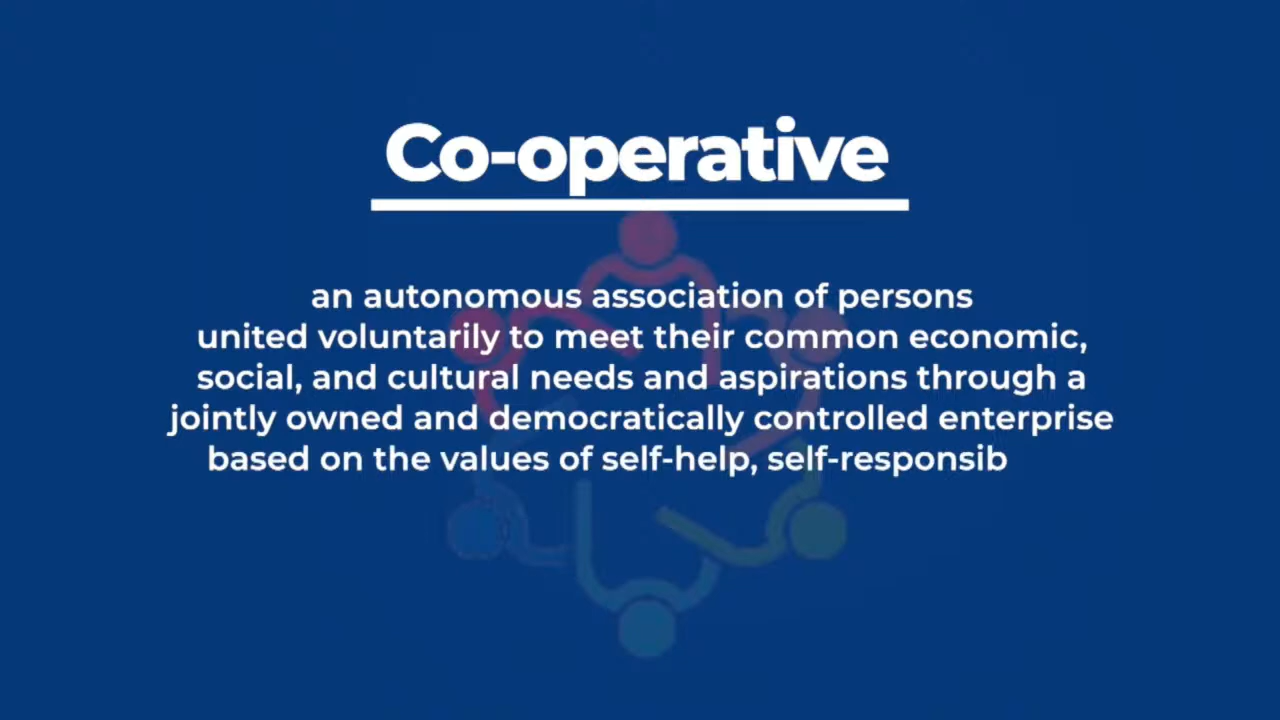 Co-operative
an autonomous association of persons
united voluntarily to meet their common economic,
social, and cultural needs and aspirations through a
jointly owned and democratically controlled enterprise
based on the values of self-help, self-responsib